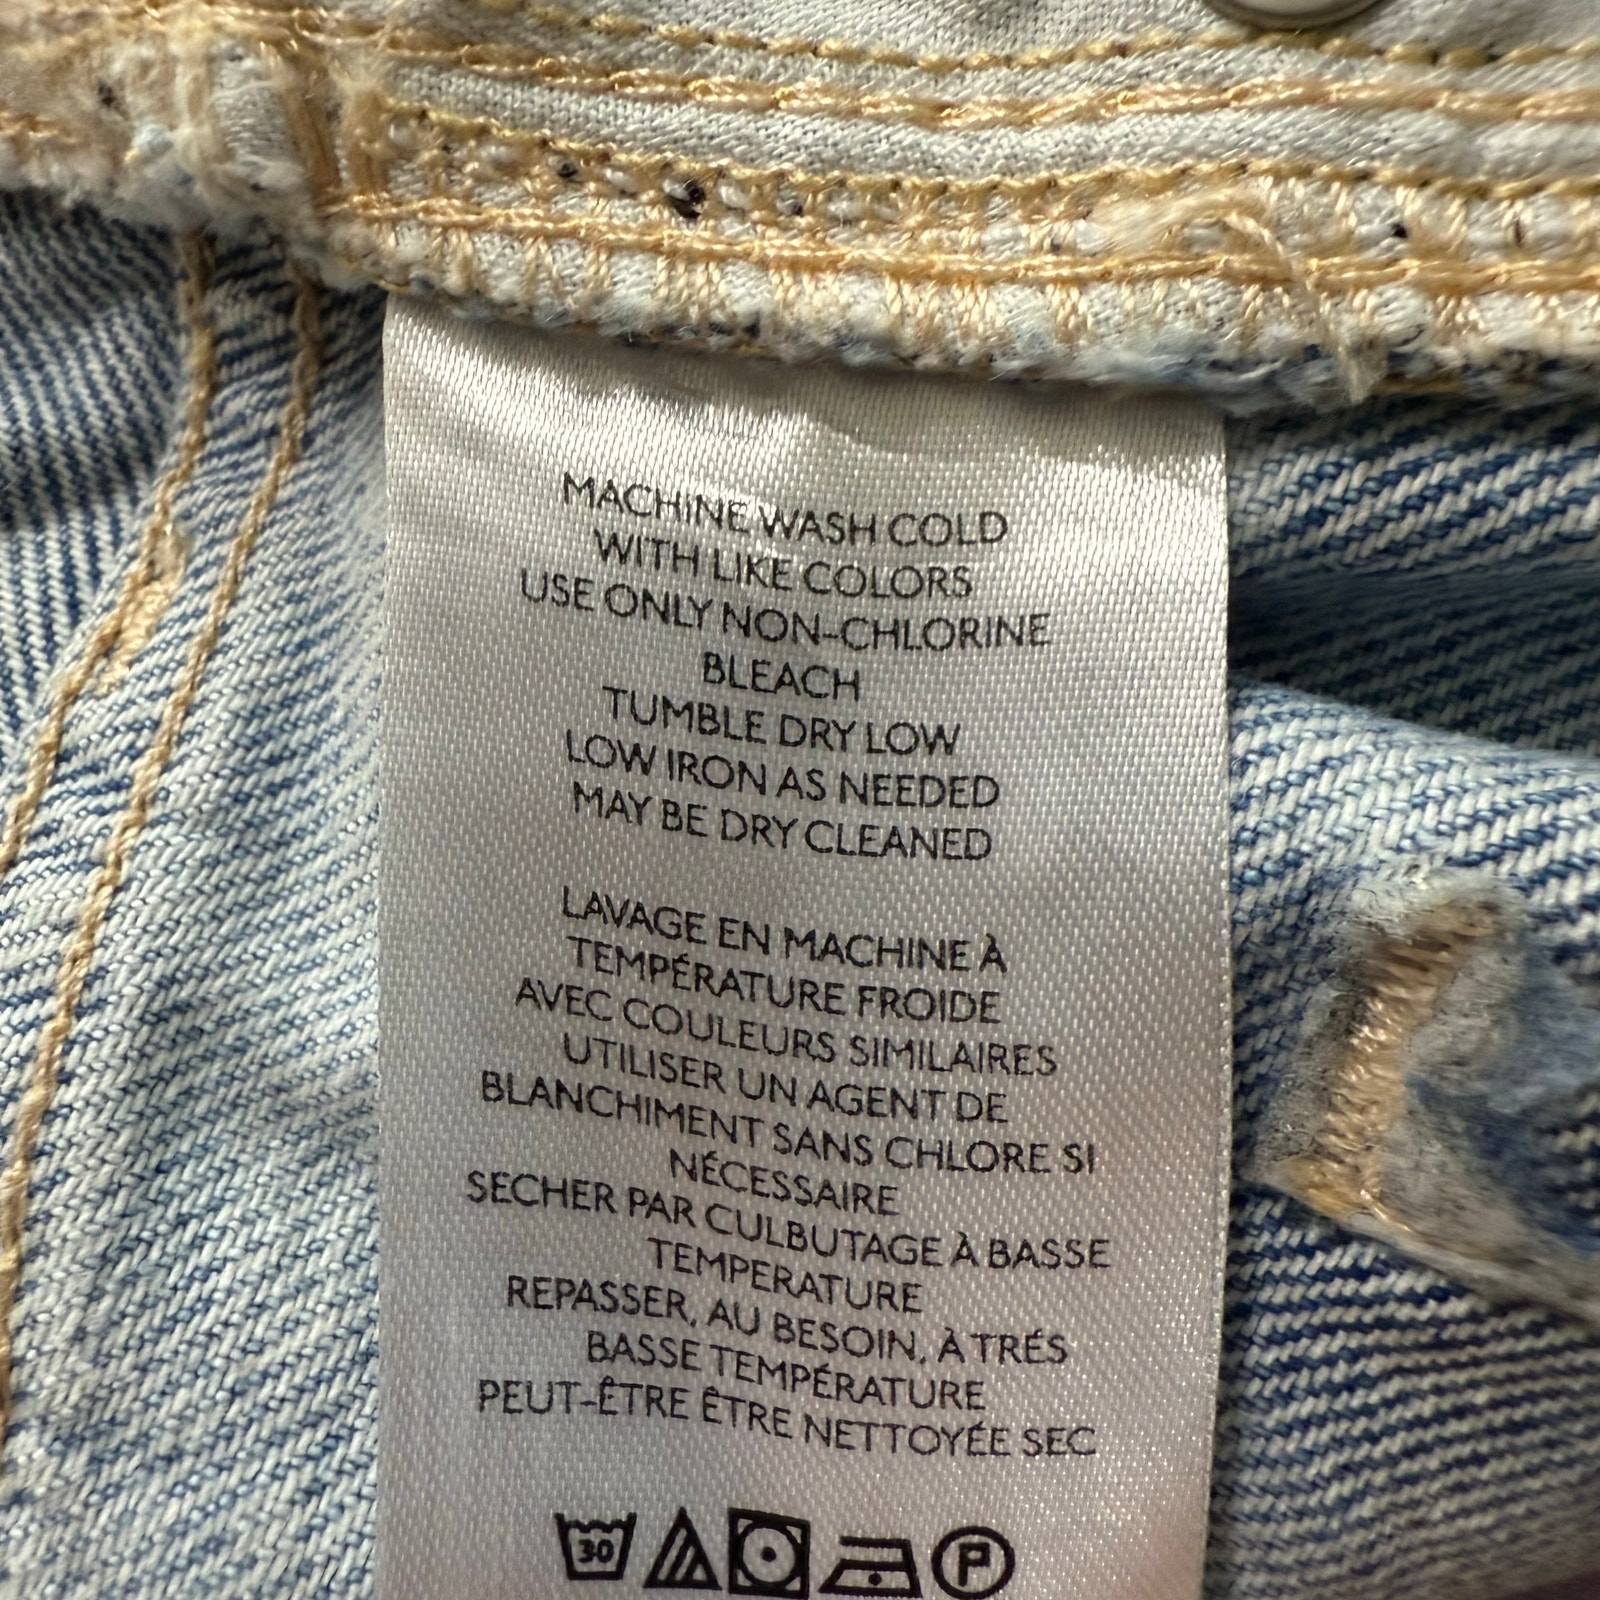 MACHINE WASH COLD
WITH LIKE COLORS
USE ONLY NON-CHLORINE
BLEACH
TUMBLE DRY LOW
LOW IRON AS NEEDED
MAY BE DRY CLEANED
LAVAGE EN MACHINE À
TEMPÉRATURE FROIDE
AVEC COULEURS SIMILAIRES
UTILISER UN AGENT DE
BLANCHIMENT SANS CHLORE SI
NÉCESSAIRE
SECHER PAR CULBUTAGE À BASSE
TEMPERATURE
REPASSER, AU BESOIN, À TRÉS
BASSE TEMPÉRATURE
PEUT-ÊTRE ÊTRE NETTOYÉE SEC
30 P